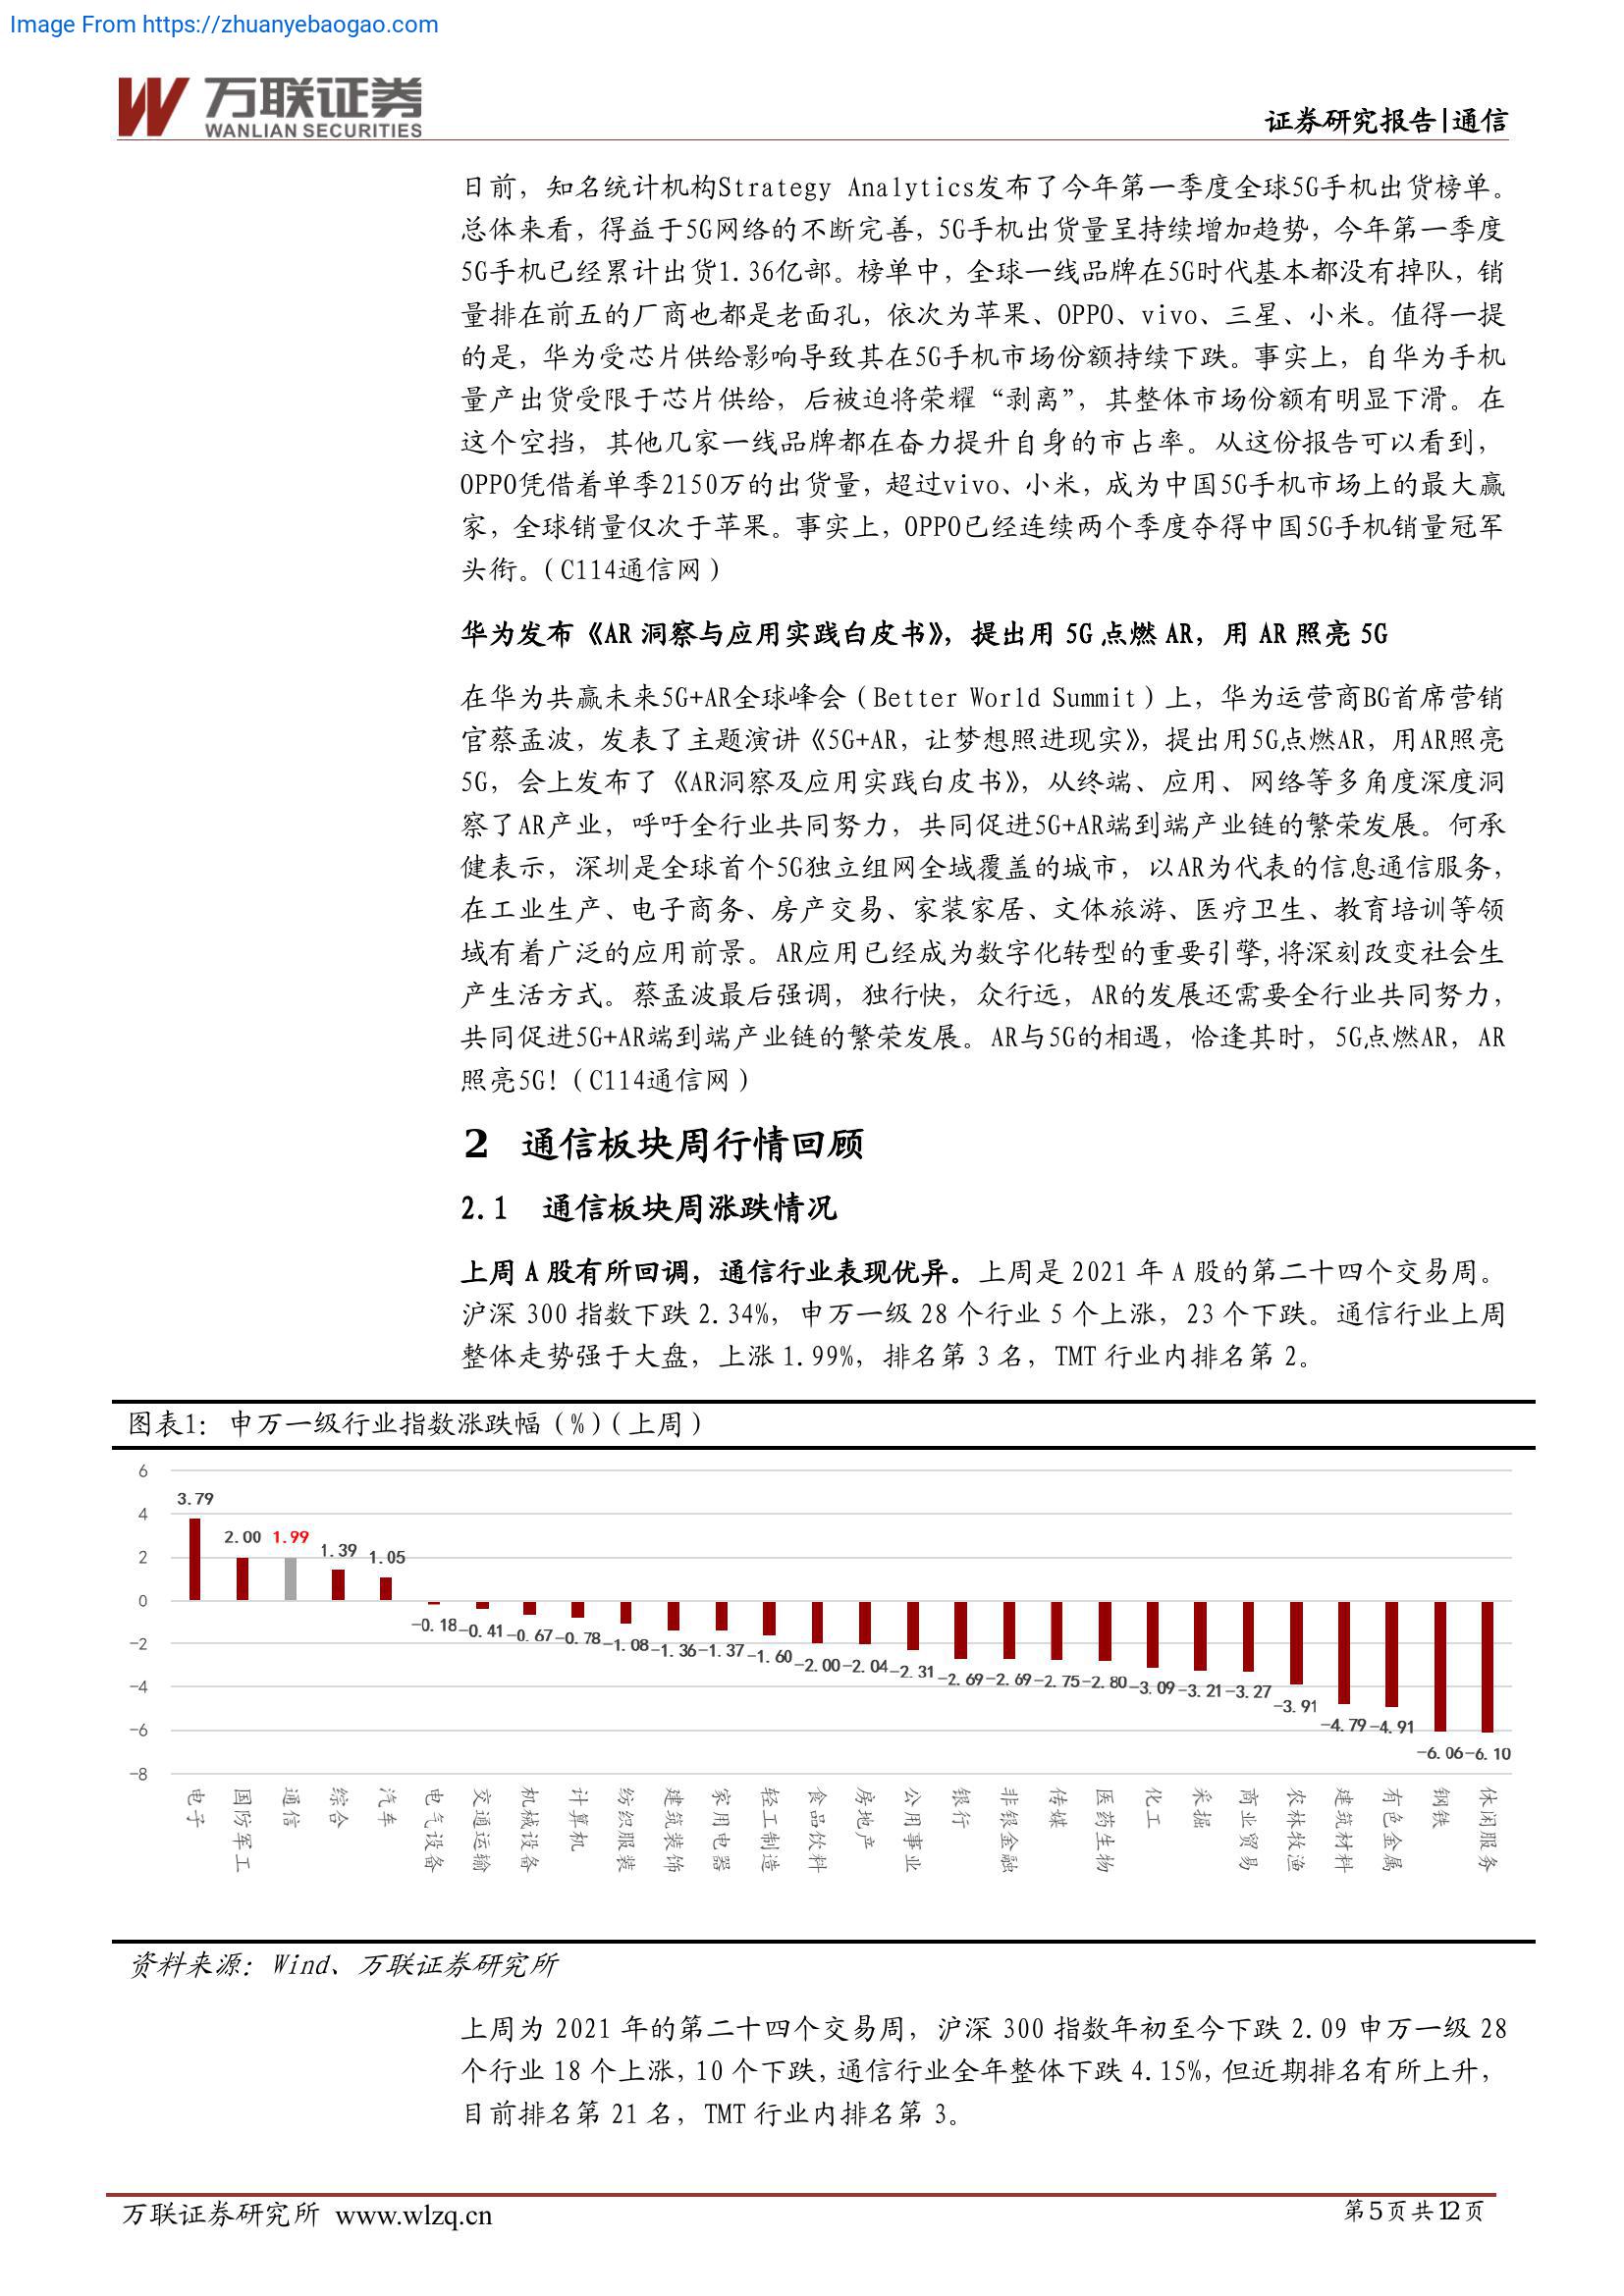 Image From https://zhuanyebaogao.com
万联证券
WANLIAN SECURITIES
证券研究报告|通信
日前，知名统计机构Strategy Analytics发布了今年第一季度全球5G手机出货榜单。
总体来看，得益于5G网络的不断完善，5G手机出货量呈持续增加趋势，今年第一季度
5G手机已经累计出货1.36亿部。榜单中，全球一线品牌在5G时代基本都没有掉队，销
量排在前五的厂商也都是老面孔，依次为苹果、OPPO、vivo、三星、小米。值得一提
的是，华为受芯片供给影响导致其在5G手机市场份额持续下跌。事实上，自华为手机
量产出货受限于芯片供给，后被迫将荣耀“剥离”，其整体市场份额有明显下滑。在
这个空挡，其他几家一线品牌都在奋力提升自身的市占率。从这份报告可以看到，
OPPO凭借着单季2150万的出货量，超过vivo、小米，成为中国5G手机市场上的最大赢
家，全球销量仅次于苹果。事实上，OPPO已经连续两个季度夺得中国5G手机销量冠军
头衔。（C114通信网）
华为发布《AR 洞察与应用实践白皮书》，提出用 5G 点燃 AR，用 AR 照亮 5G
在华为共赢未来5G+AR全球峰会（Better World Summit）上，华为运营商BG首席营销
官蔡孟波，发表了主题演讲《5G+AR，让梦想照进现实》，提出用5G点燃AR，用AR照亮
5G，会上发布了《AR洞察及应用实践白皮书》，从终端、应用、网络等多角度深度洞
察了AR产业，呼吁全行业共同努力，共同促进5G+AR端到端产业链的繁荣发展。何承
健表示，深圳是全球首个5G独立组网全域覆盖的城市，以AR为代表的信息通信服务，
在工业生产、电子商务、房产交易、家装家居、文体旅游、医疗卫生、教育培训等领
域有着广泛的应用前景。AR应用已经成为数字化转型的重要引擎,将深刻改变社会生
产生活方式。蔡孟波最后强调，独行快，众行远，AR的发展还需要全行业共同努力，
共同促进5G+AR端到端产业链的繁荣发展。AR与5G的相遇，恰逢其时，5G点燃AR，AR
照亮5G!（C114通信网）
2 通信板块周行情回顾
2.1 通信板块周涨跌情况
上周 A 股有所回调，通信行业表现优异。上周是 2021 年 A 股的第二十四个交易周。
沪深 300 指数下跌 2.34%，申万一级 28 个行业 5 个上涨，23 个下跌。通信行业上周
整体走势强于大盘，上涨 1.99%，排名第 3 名，TMT 行业内排名第 2。
图表1：申万一级行业指数涨跌幅（%）（上周）
6
4
2
0
-2
-4
-6
-8
3.79
2.00
1.99
1.39
1.05
-0.18
-0.41
-0.67
-0.78
-1.08
-1.36
-1.37
-1.60
-2.00
-2.04
-2.31
-2.69
-2.69
-2.75
-2.80
-3.09
-3.21
-3.27
-3.91
-4.79
-4.91
-6.06
-6.10
电子
国防军工
通信
综合
汽车
电气设备
交通运输
机械设备
计算机
纺织服装
建筑装饰
家用电器
轻工制造
食品饮料
房地产
公用事业
银行
非银金融
传媒
医药生物
化工
采掘
商业贸易
农林牧渔
建筑材料
有色金属
钢铁
休闲服务
资料来源：Wind、万联证券研究所
上周为 2021 年的第二十四个交易周，沪深 300 指数年初至今下跌 2.09 申万一级 28
个行业 18 个上涨，10 个下跌，通信行业全年整体下跌 4.15%，但近期排名有所上升，
目前排名第 21 名，TMT 行业内排名第 3。
万联证券研究所 www.wlzq.cn
第5页共12页